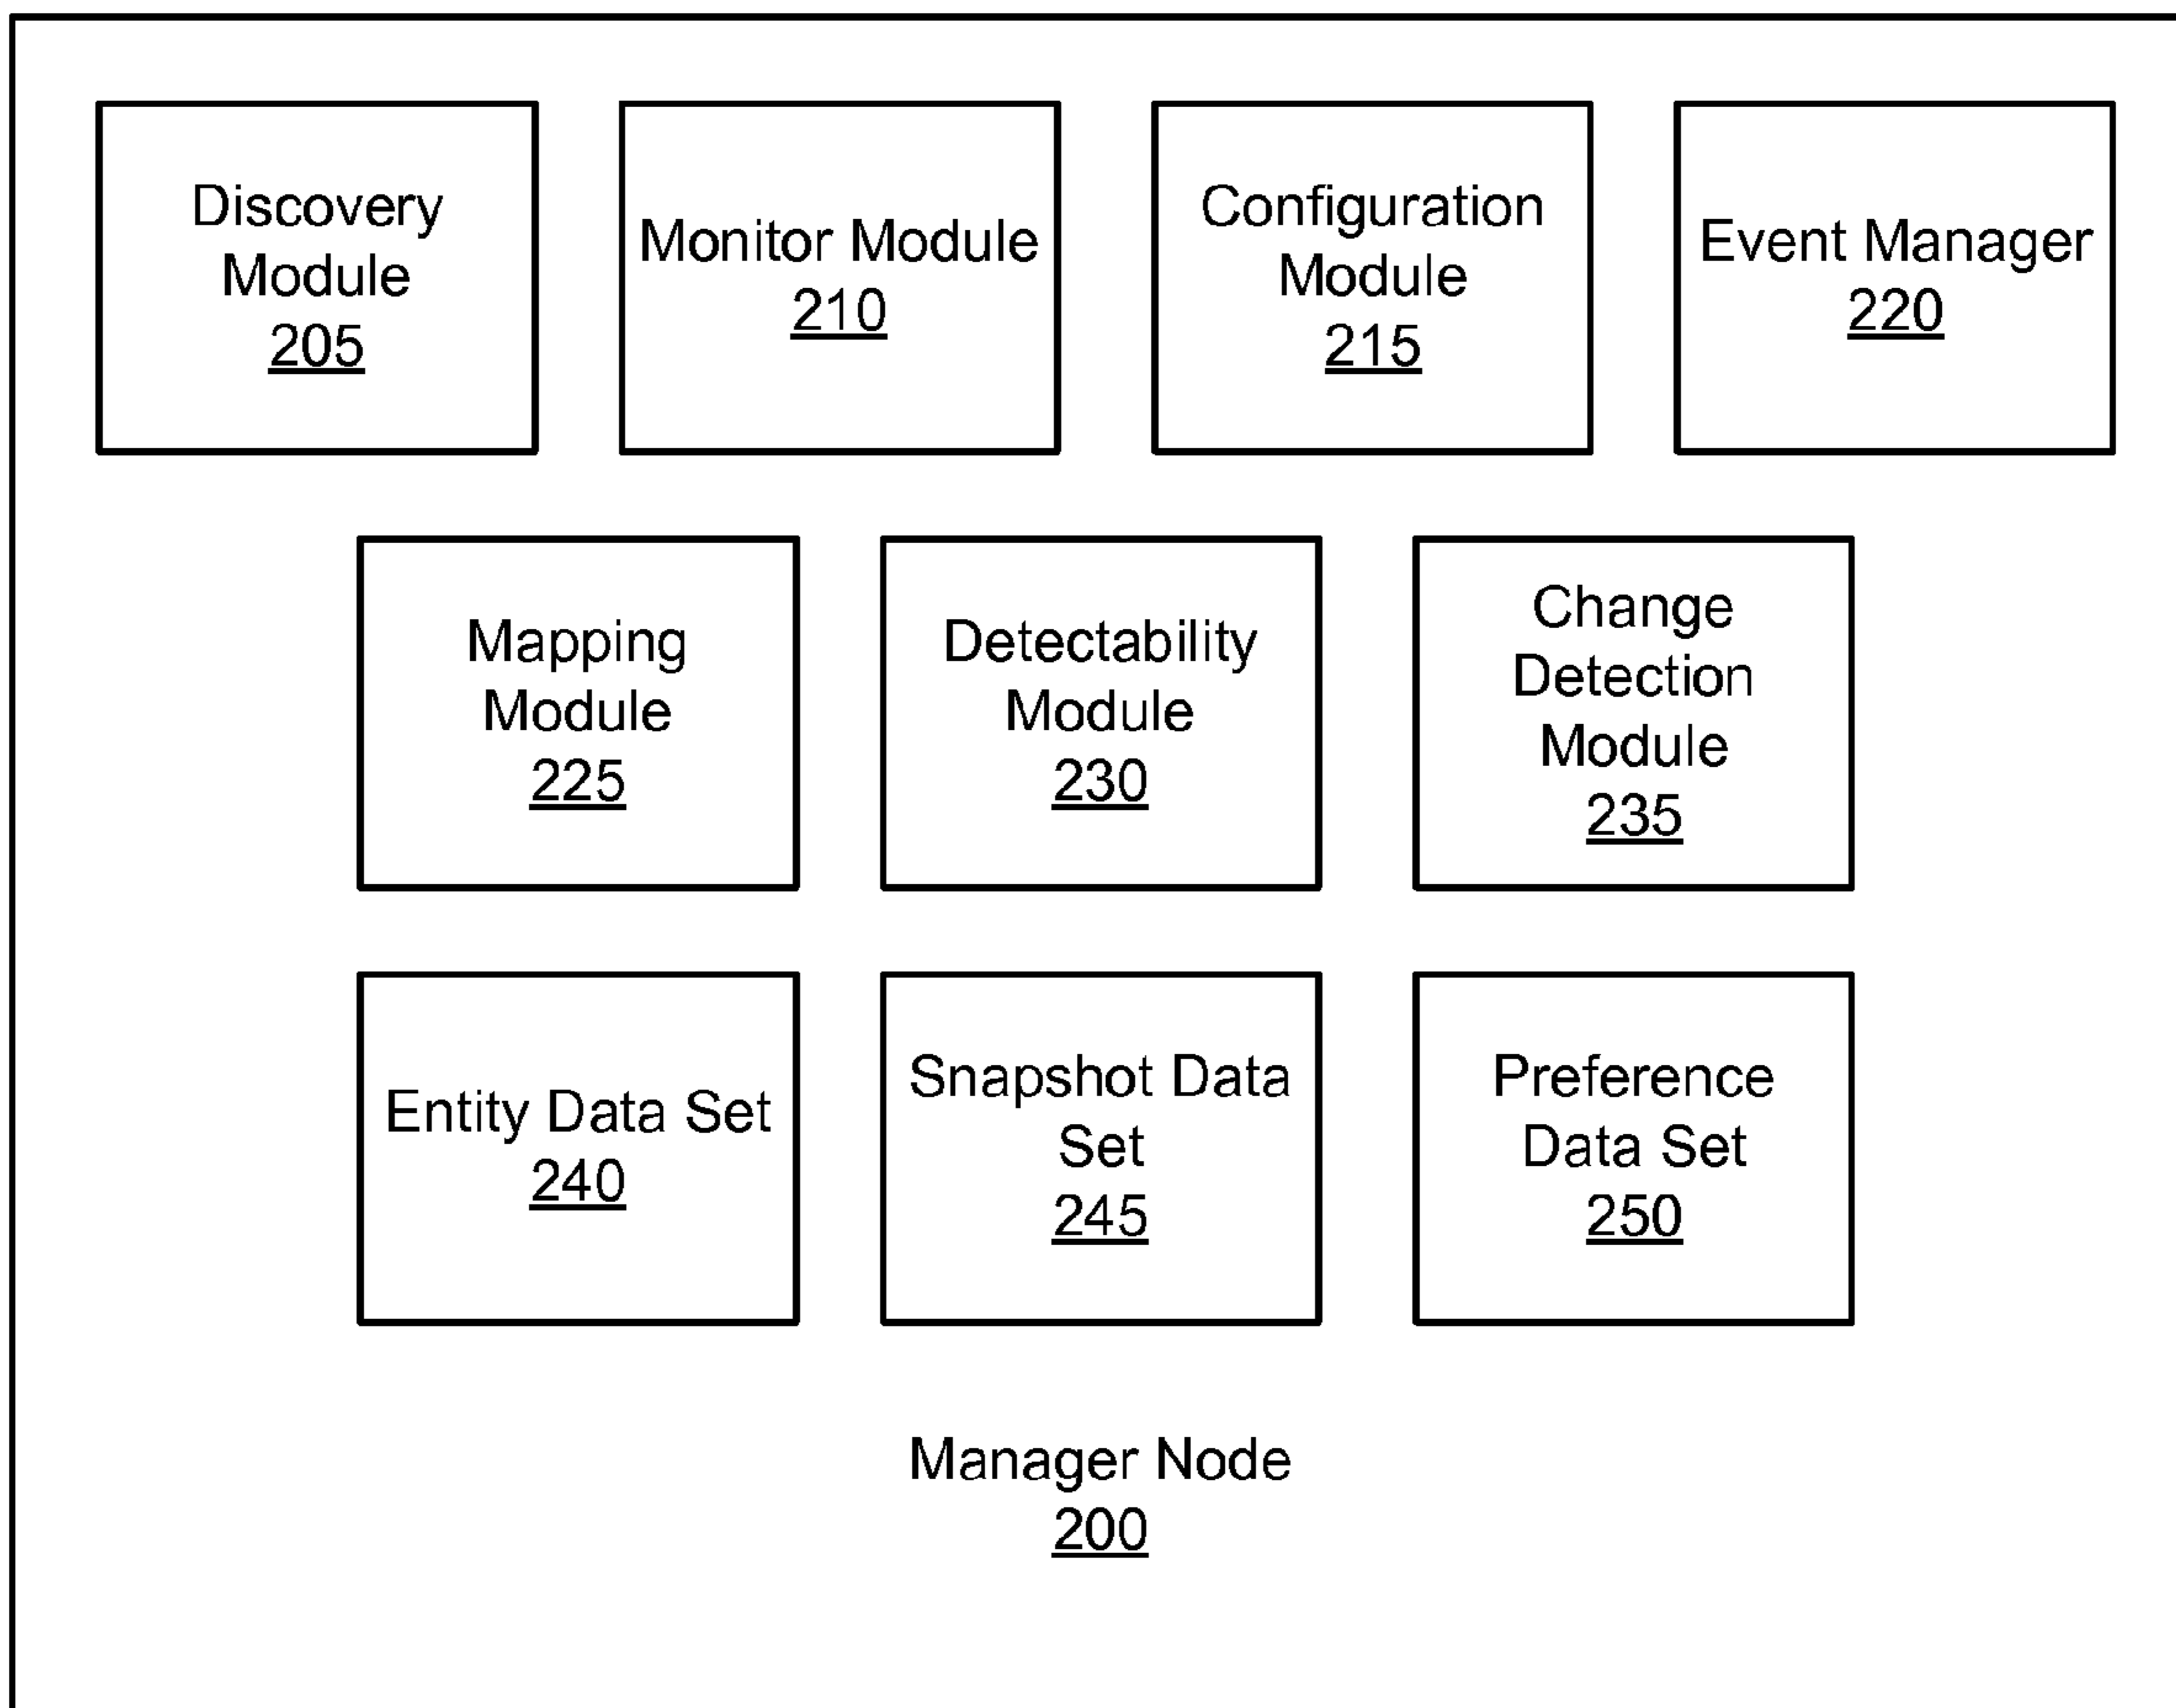 Discovery
Module
205
Monitor Module
210
Configuration
Module
215
Event Manager
220
Mapping
Module
225
Detectability
Module
230
Change
Detection
Module
235
Entity Data Set
240
Snapshot Data
Set
245
Preference
Data Set
250
Manager Node
200